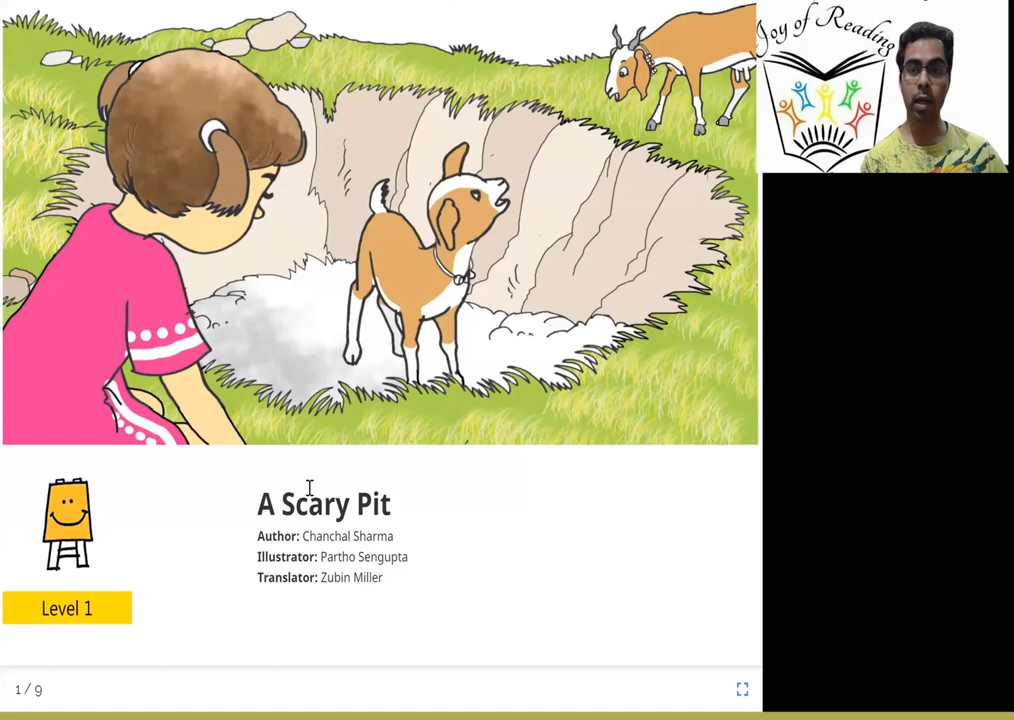 Joy of Reading
A Scary Pit
Author: Chanchal Sharma
Illustrator: Partho Sengupta
Translator: Zubin Miller
Level 1
1 / 9